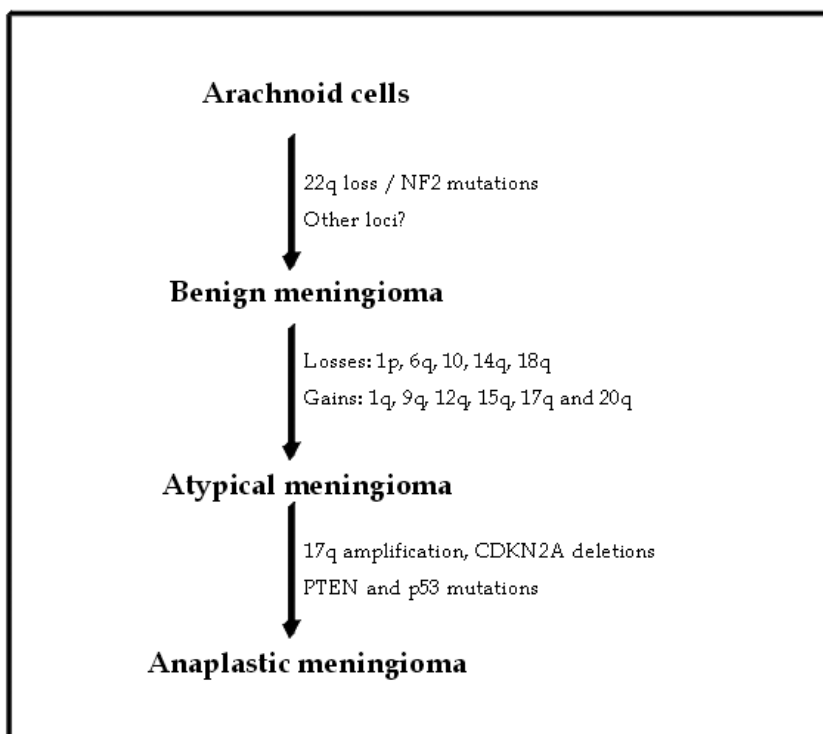 Arachnoid cells
22q loss / NF2 mutations
Other loci?
Benign meningioma
Losses: 1p, 6q, 10, 14q, 18q
Gains: 1q, 9q, 12q, 15q, 17q and 20q
Atypical meningioma
17q amplification, CDKN2A deletions
PTEN and p53 mutations
Anaplastic meningioma